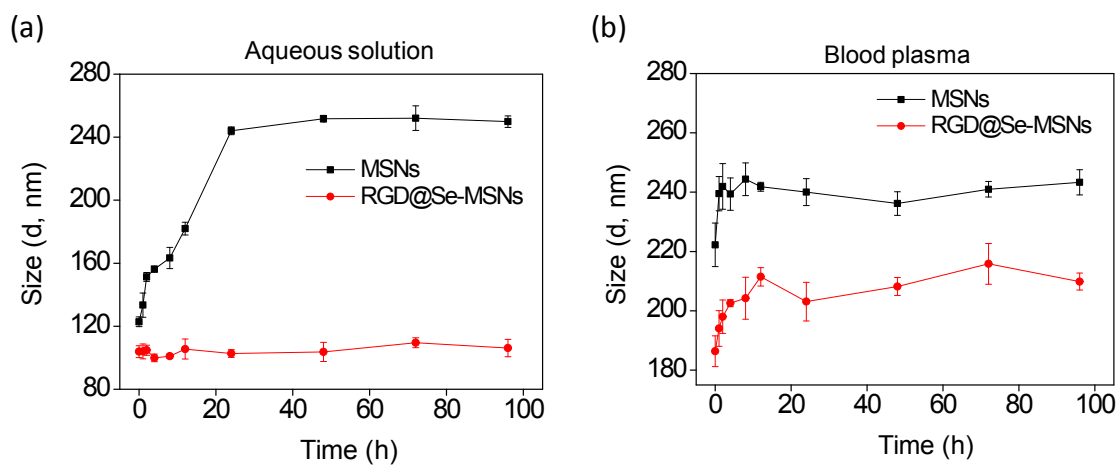 (a)
Aqueous solution
280
240
200
160
120
80
Size (d, nm)
MSNs
RGD@Se-MSNs
0 20 40 60 80 100
Time (h)
(b)
Blood plasma
280
260
240
220
200
180
Size (d, nm)
MSNs
RGD@Se-MSNs
0 20 40 60 80 100
Time (h)